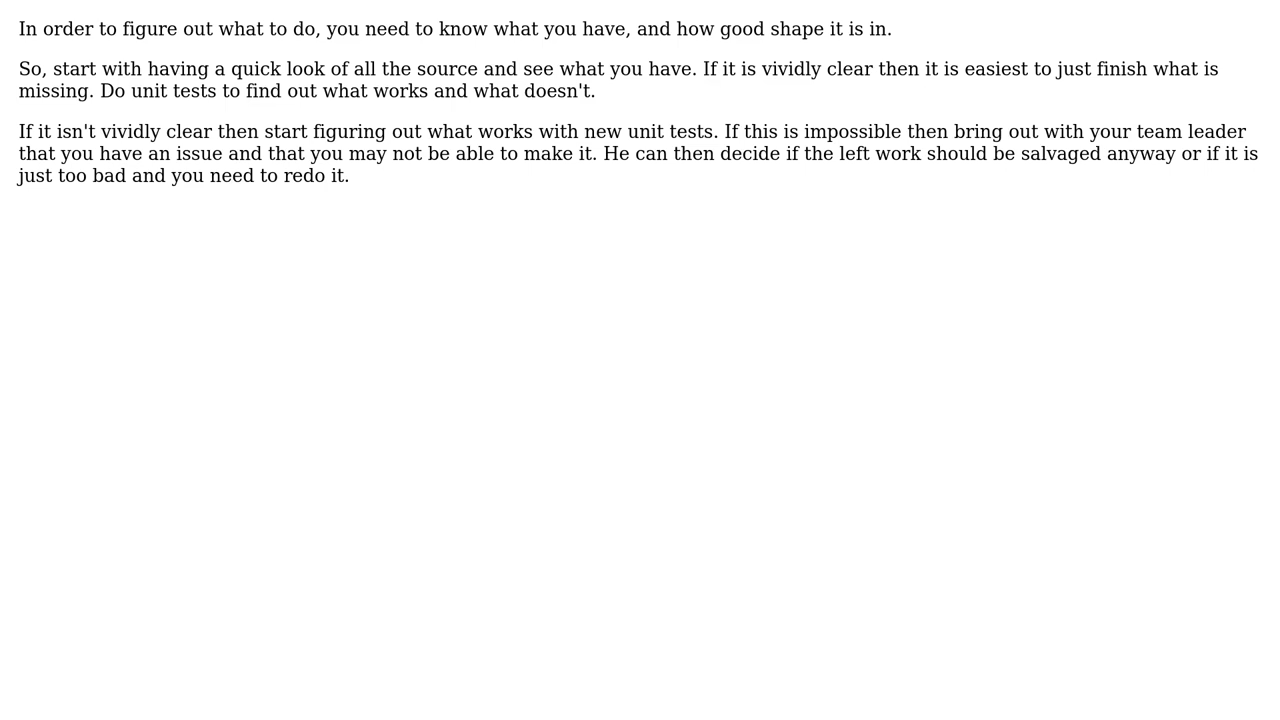 In order to figure out what to do, you need to know what you have, and how good shape it is in.
So, start with having a quick look of all the source and see what you have. If it is vividly clear then it is easiest to just finish what is
missing. Do unit tests to find out what works and what doesn't.
If it isn't vividly clear then start figuring out what works with new unit tests. If this is impossible then bring out with your team leader
that you have an issue and that you may not be able to make it. He can then decide if the left work should be salvaged anyway or if it is
just too bad and you need to redo it.